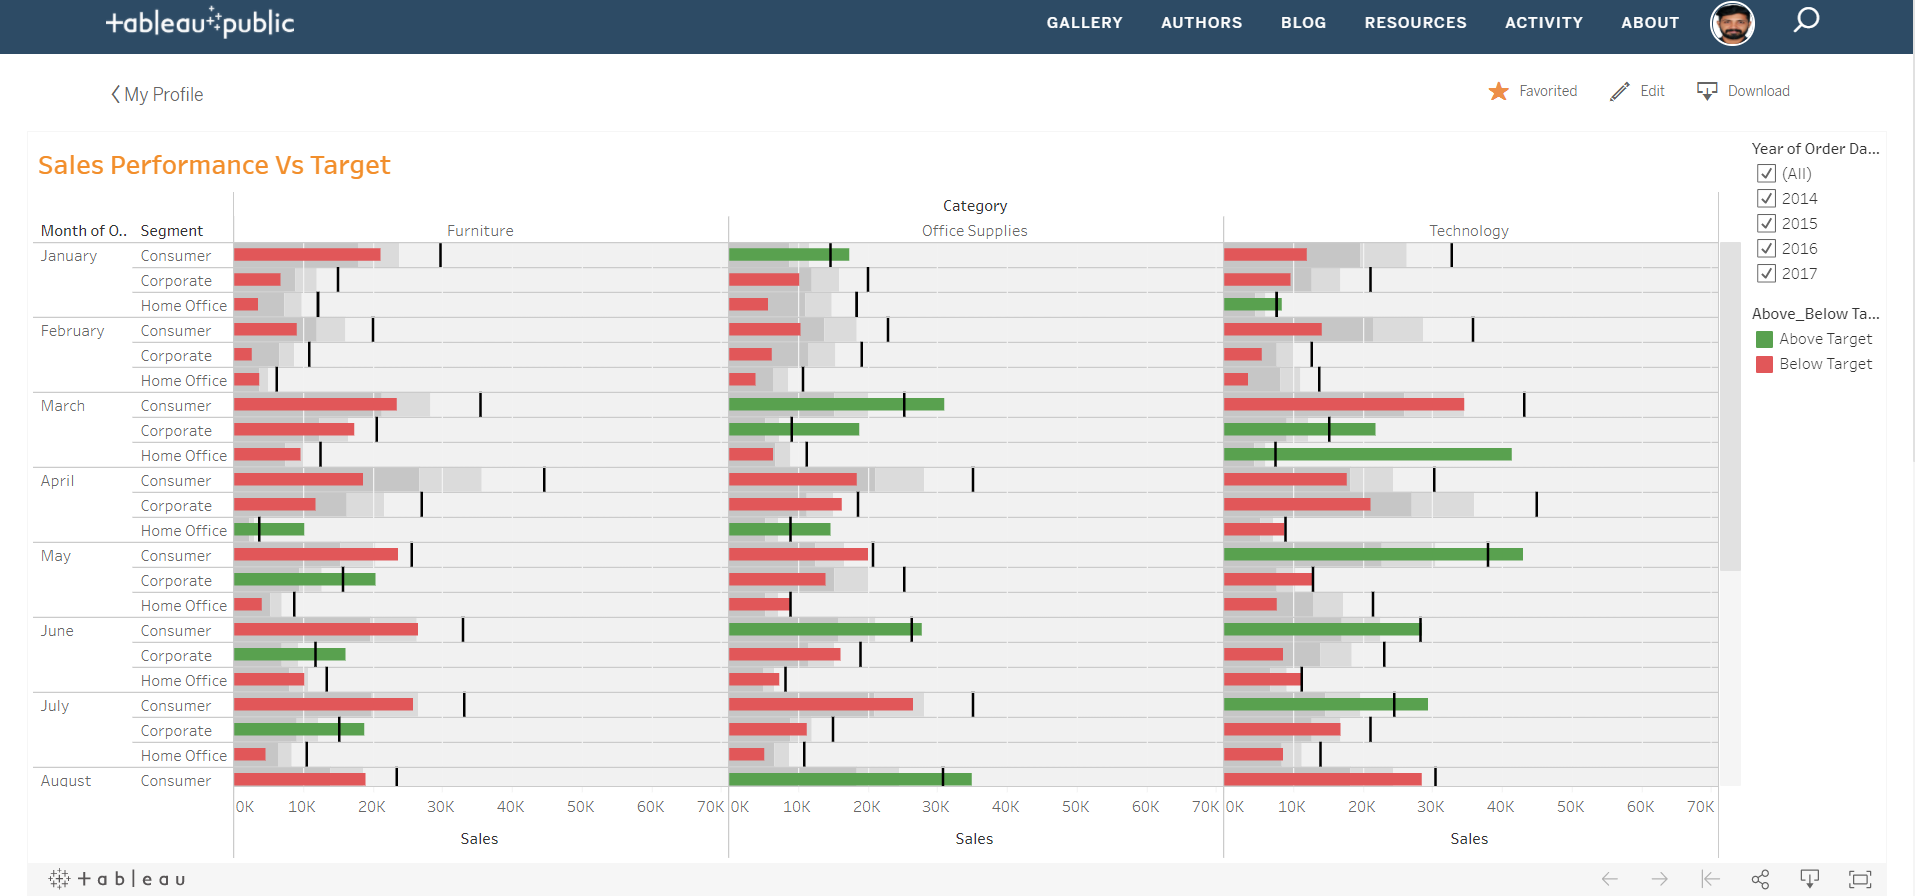 tableau public
GALLERY AUTHORS BLOG RESOURCES ACTIVITY ABOUT
My Profile
Favorited Edit Download
Sales Performance Vs Target
Category
Month of O.. Segment Furniture Office Supplies Technology
January Consumer
Corporate
Home Office
February Consumer
Corporate
Home Office
March Consumer
Corporate
Home Office
April Consumer
Corporate
Home Office
May Consumer
Corporate
Home Office
June Consumer
Corporate
Home Office
July Consumer
Corporate
Home Office
August Consumer
0K 10K 20K 30K 40K 50K 60K 70K 0K 10K 20K 30K 40K 50K 60K 70K 0K 10K 20K 30K 40K 50K 60K 70K
Sales Sales Sales
Year of Order Da...
(All)
2014
2015
2016
2017
Above_Below Ta...
Above Target
Below Target
tableau